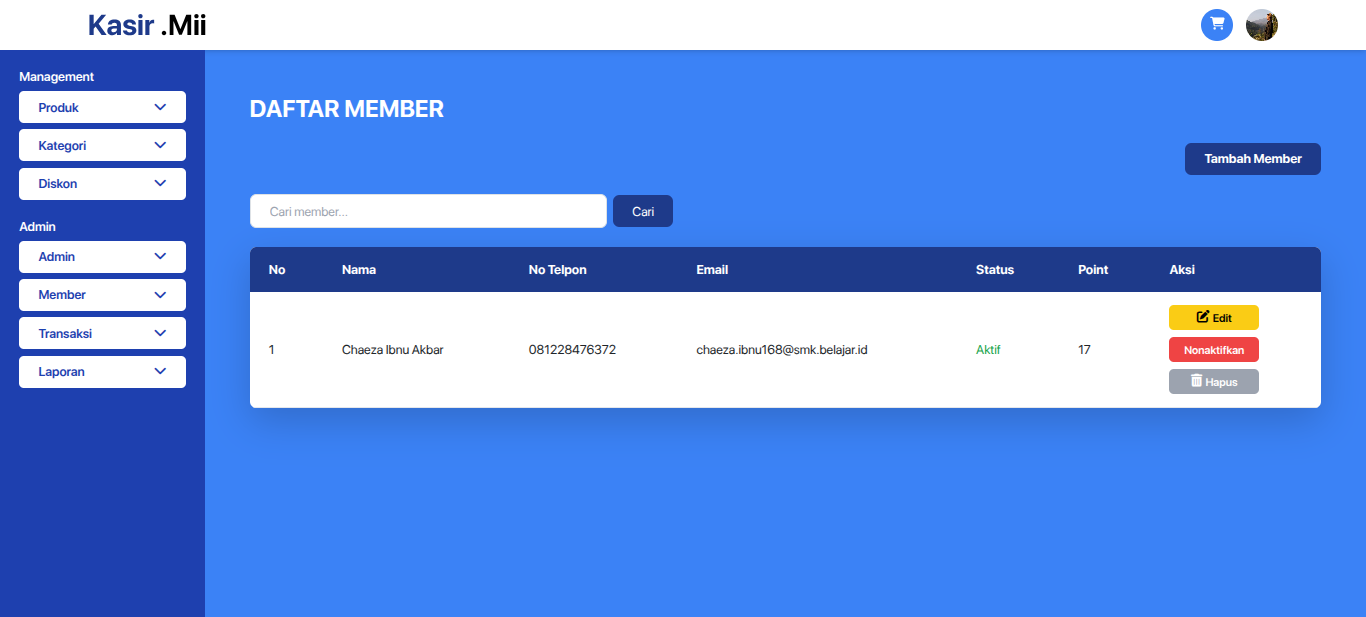 Kasir .Mii
Management
Produk
Kategori
Diskon
Admin
Admin
Member
Transaksi
Laporan
DAFTAR MEMBER
Tambah Member
Cari member...
Cari
No Nama No Telpon Email Status Point Aksi
1 Chaeza Ibnu Akbar 081228476372 chaeza.ibnu168@smk.belajar.id Aktif 17
Edit
Nonaktifkan
Hapus